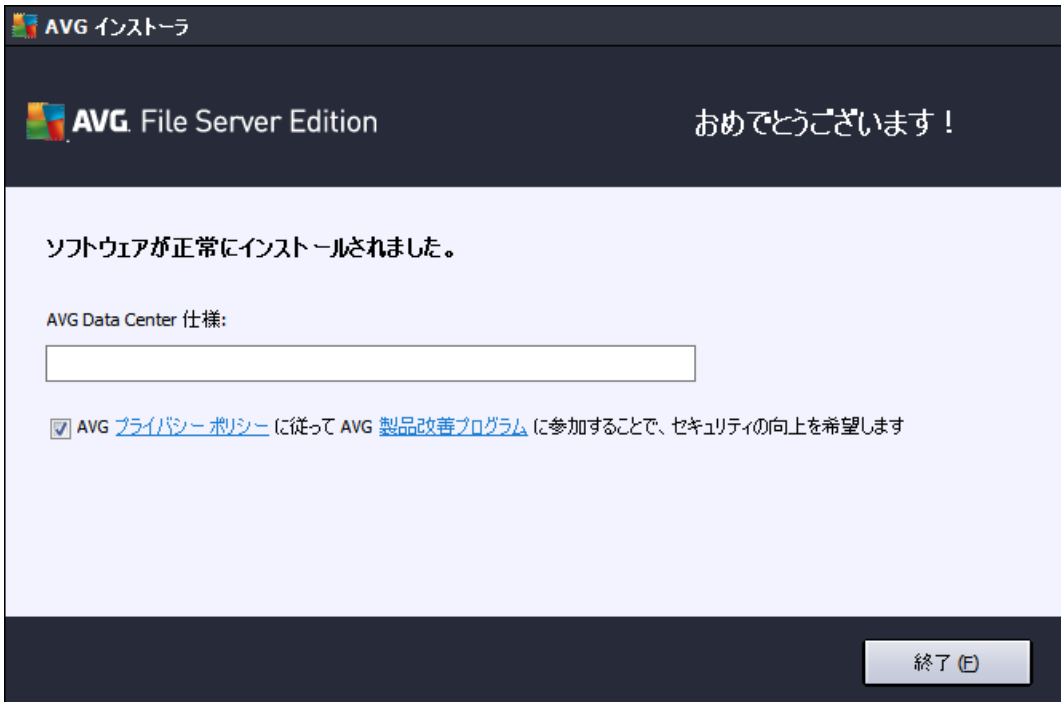 AVG インストーラ
AVG. File Server Edition
おめでとうございます！
ソフトウェアが正常にインストールされました。
AVG Data Center 仕様:
AVG プライバシー ポリシー に従って AVG 製品改善プログラム に参加することで、セキュリティの向上を希望します
終了 (F)